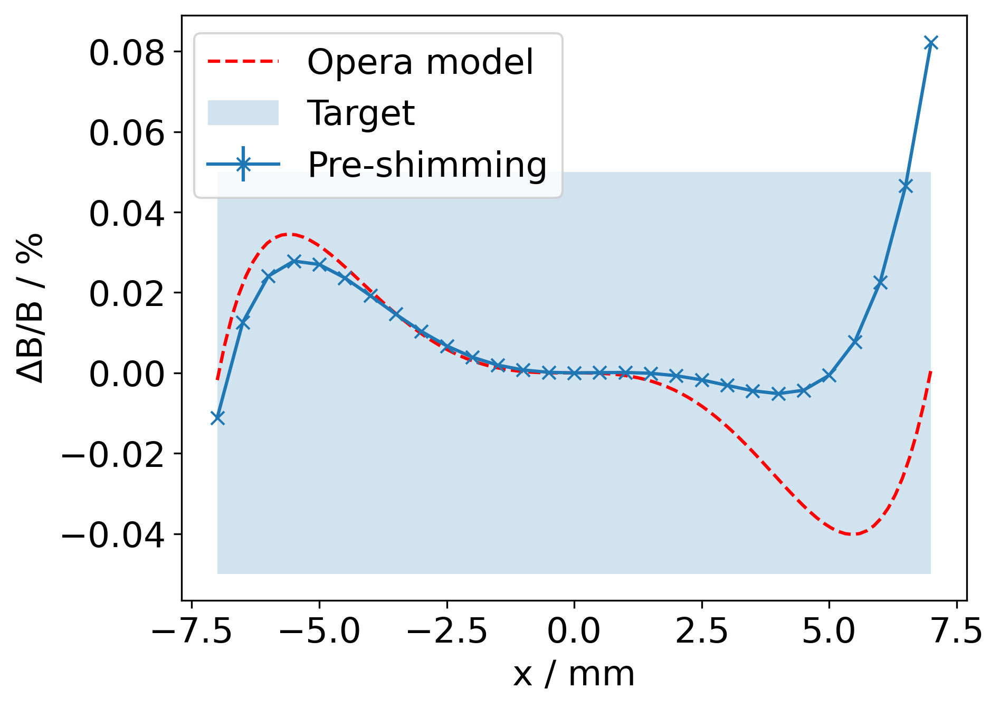 Opera model
Target
Pre-shimming
0.08
0.06
0.04
0.02
0.00
−0.02
−0.04
ΔB/B / %
−7.5 −5.0 −2.5 0.0 2.5 5.0 7.5
x / mm